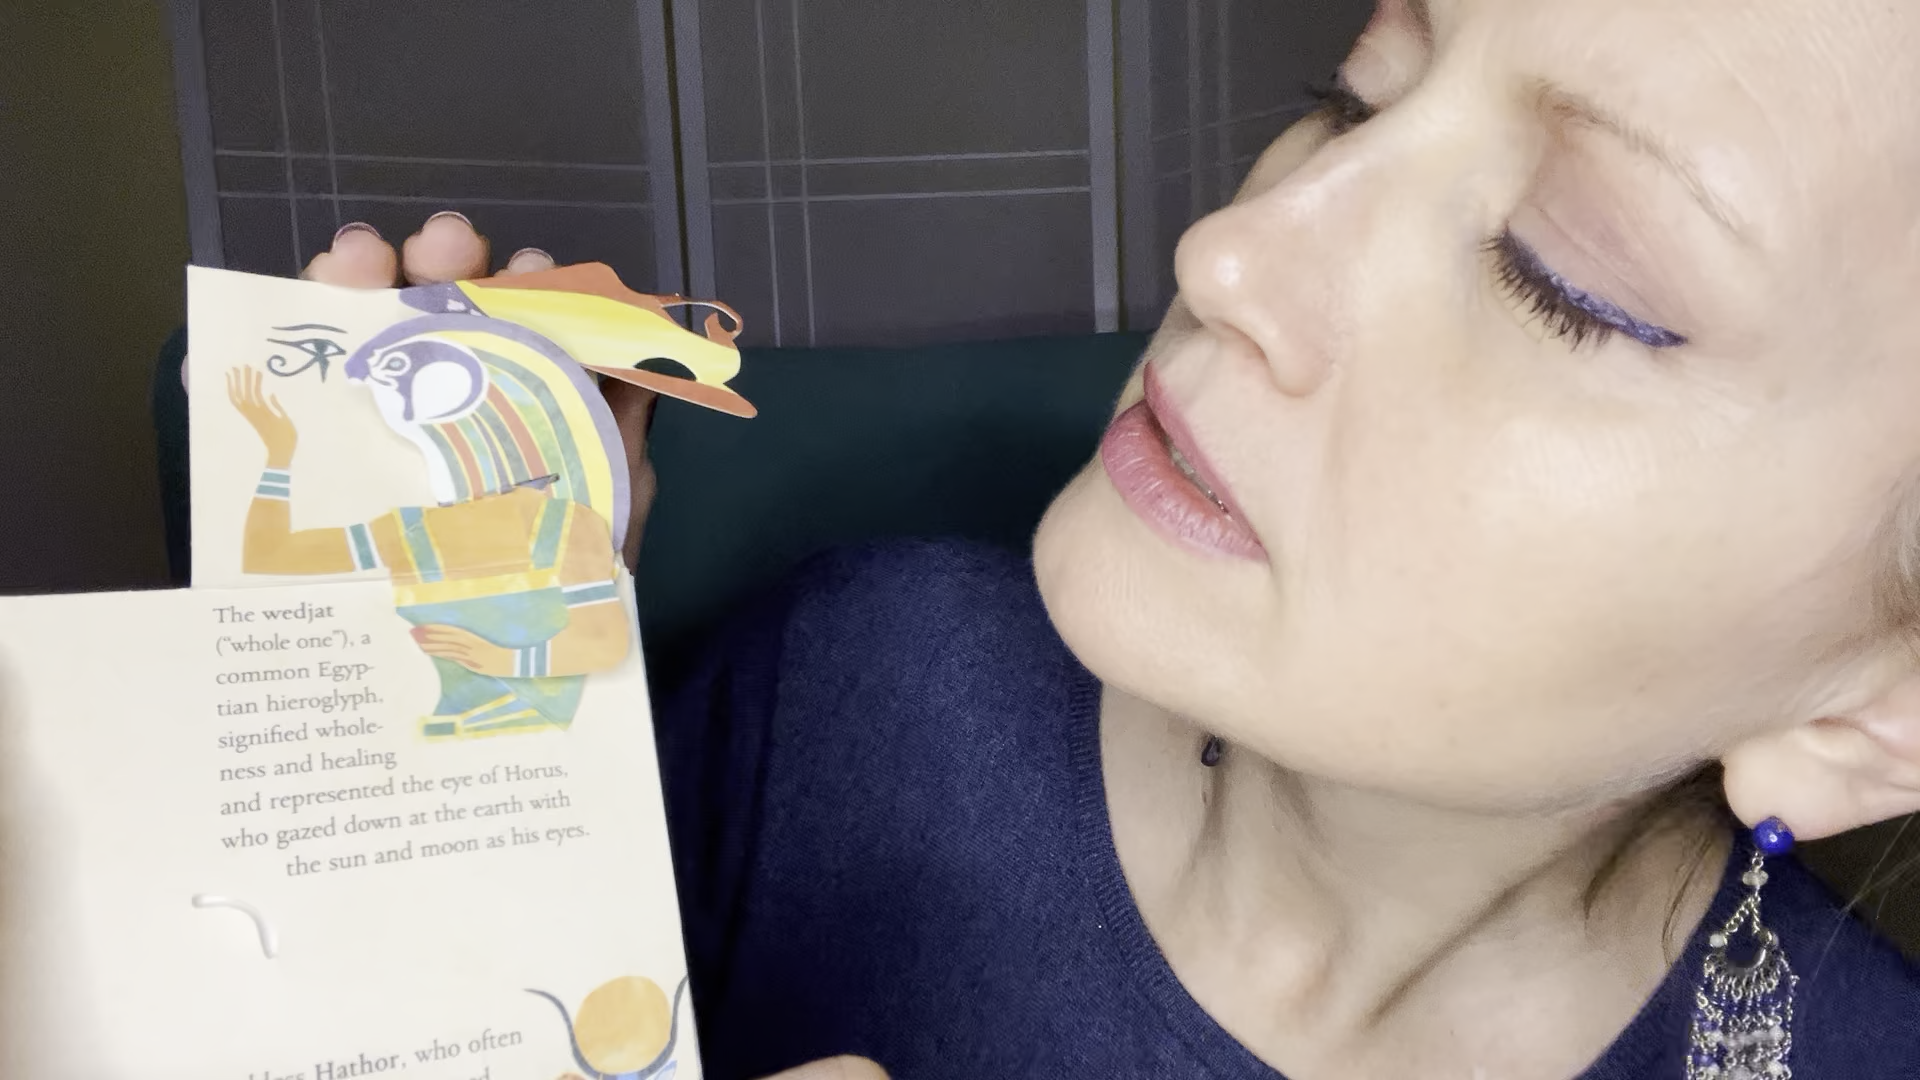 The wedjat
(“whole one”), a
common Egyp-
tian hieroglyph,
signified whole-
ness and healing
and represented the eye of Horus,
who gazed down at the earth with
the sun and moon as his eyes.
Hathor, who often